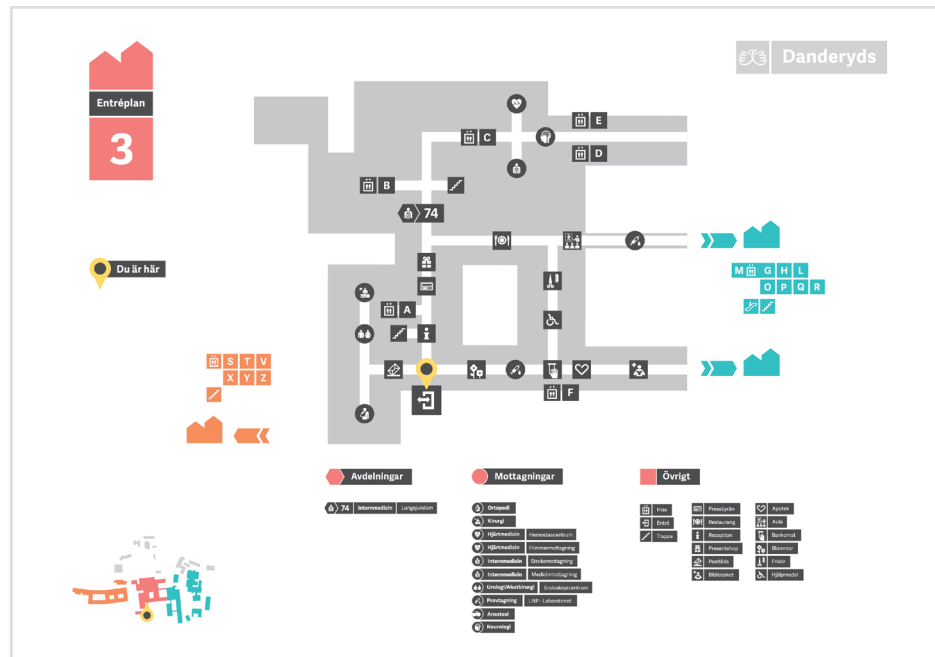 Entréplan
3
Danderyds
E
C
D
B
74
Du är här
M G H L
O P Q R
A
S T V
X Y Z
F
Avdelningar
74 Internmedicin Lungsjukdom
Mottagningar
Ortopedi
Kirurgi
Hjärtmedicin Hemostascentrum
Hjärtmedicin Flimmermottagning
Internmedicin Strokemottagning
Internmedicin Medicinmottagning
Urologi/Akutkirurgi Endoskopicentrum
Provtagning LNP - Laboratoriet
Anestesi
Neurologi
Övrigt
Hiss
Entré
Trappa
Pressbyrån
Restaurang
Reception
Presentshop
Postlåda
Biblioteket
Apotek
Aula
Bankomat
Blommor
Frisör
Hjälpmedel